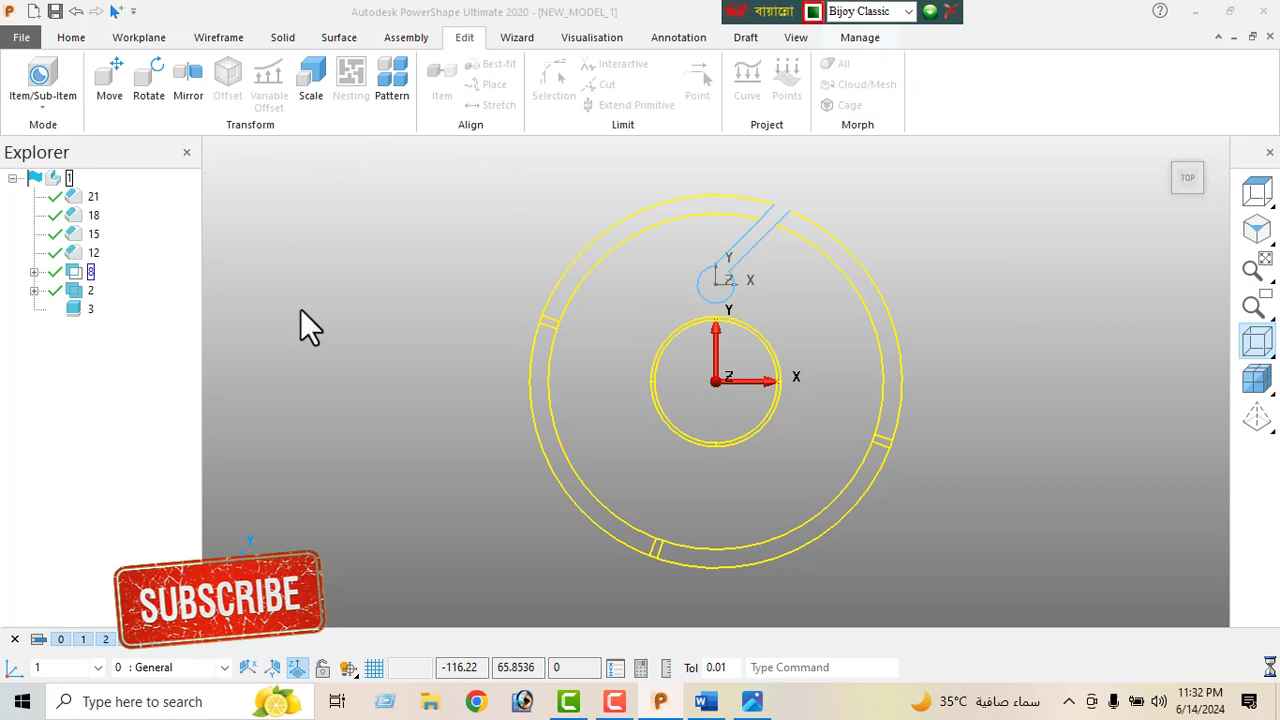 Autodesk PowerShape Ultimate 2020 - [NEW_MODEL_1]
বায়ান্নো
Bijoy Classic
File Home Workplane Wireframe Solid Surface Assembly Edit Wizard Visualisation Annotation Draft View Manage
Item/Sub-item
Mode
Move Rotate Mirror Offset Variable Offset Scale Nesting Pattern
Transform
Item Best-fit
Place
Stretch
Align
Selection Interactive
Cut
Extend Primitive
Point
Limit
Curve Points
Project
All
Cloud/Mesh
Cage
Morph
Explorer
1
21
18
15
12
8
2
3
TOP
Y
Z X
Y
Z X
Y
SUBSCRIBE
0 1 2
1 0 : General -116.22 65.8536 0 Tol 0.01 Type Command
Type here to search
35°C سماء صافية
11:32 PM
6/14/2024